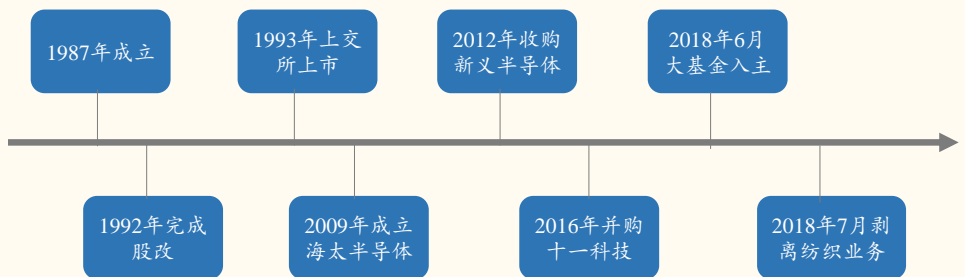 1987年成立
1993年上交
所上市
2012年收购
新义半导体
2018年6月
大基金入主
1992年完成
股改
2009年成立
海太半导体
2016年并购
十一科技
2018年7月剥
离纺织业务